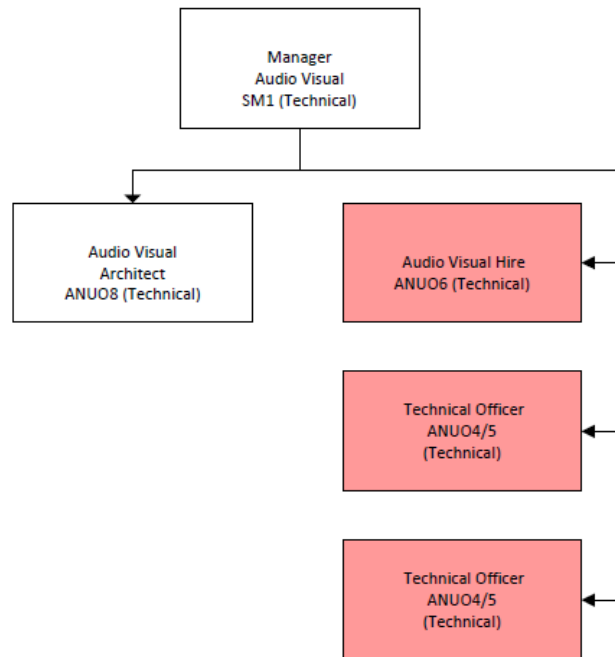 Manager
Audio Visual
SM1 (Technical)
Audio Visual
Architect
ANUO8 (Technical)
Audio Visual Hire
ANUO6 (Technical)
Technical Officer
ANUO4/5
(Technical)
Technical Officer
ANUO4/5
(Technical)